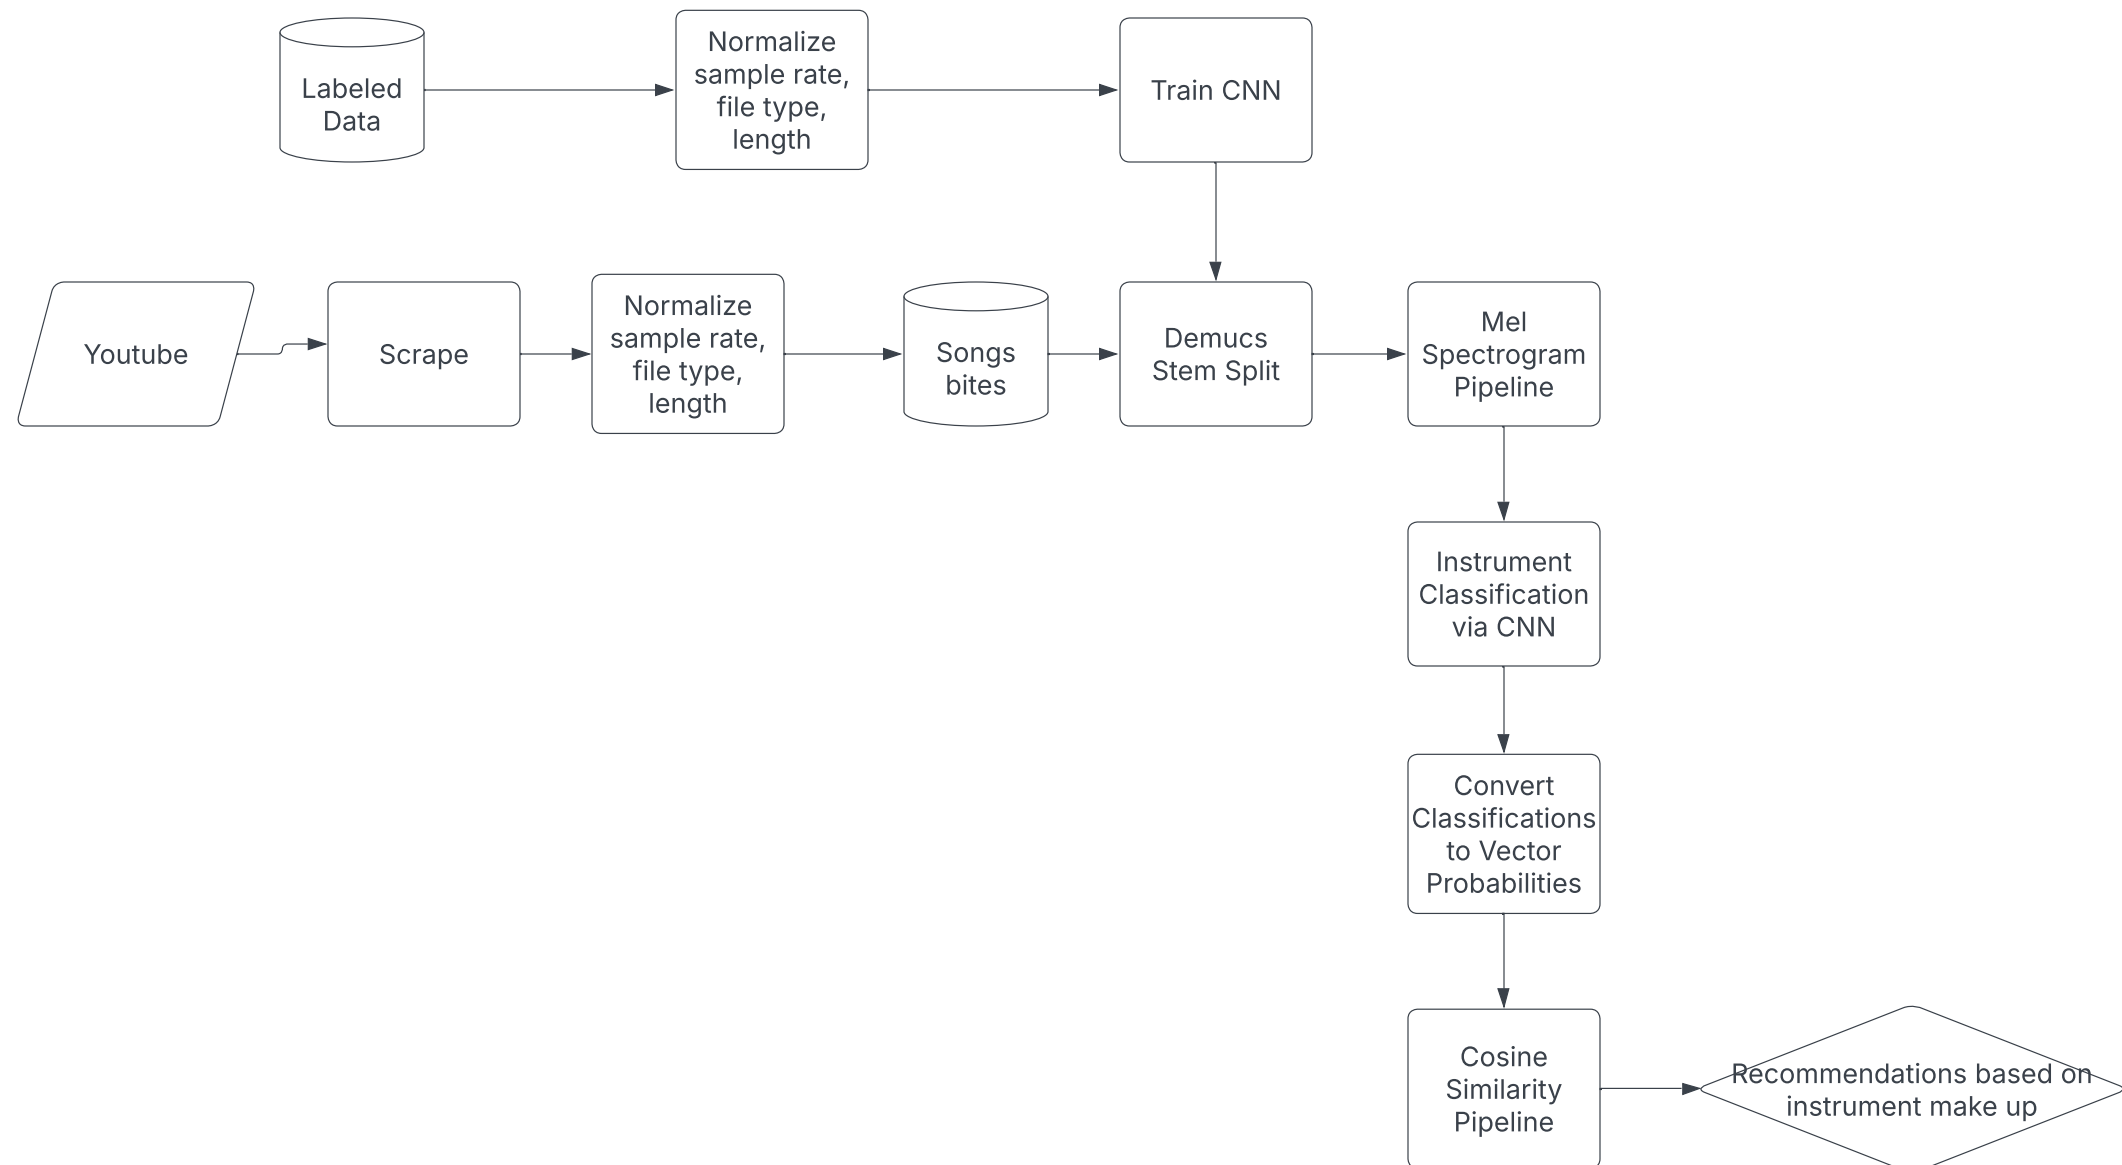 Labeled
Data
Normalize
sample rate,
file type,
length
Train CNN
Youtube
Scrape
Normalize
sample rate,
file type,
length
Songs
bites
Demucs
Stem Split
Mel
Spectrogram
Pipeline
Instrument
Classification
via CNN
Convert
Classifications
to Vector
Probabilities
Cosine
Similarity
Pipeline
Recommendations based on
instrument make up